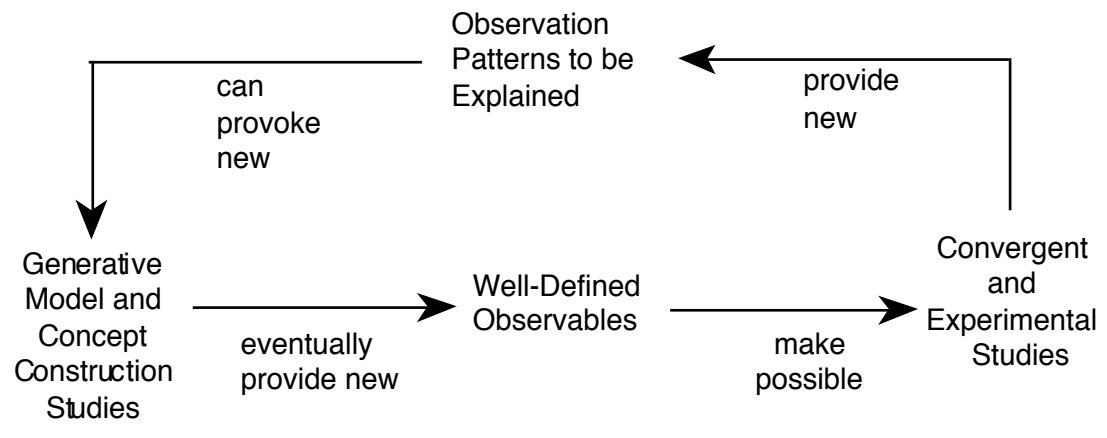 Observation
Patterns to be
Explained
can
provoke
new
provide
new
Generative
Model and
Concept
Construction
Studies
eventually
provide new
Well-Defined
Observables
make
possible
Convergent
and
Experimental
Studies